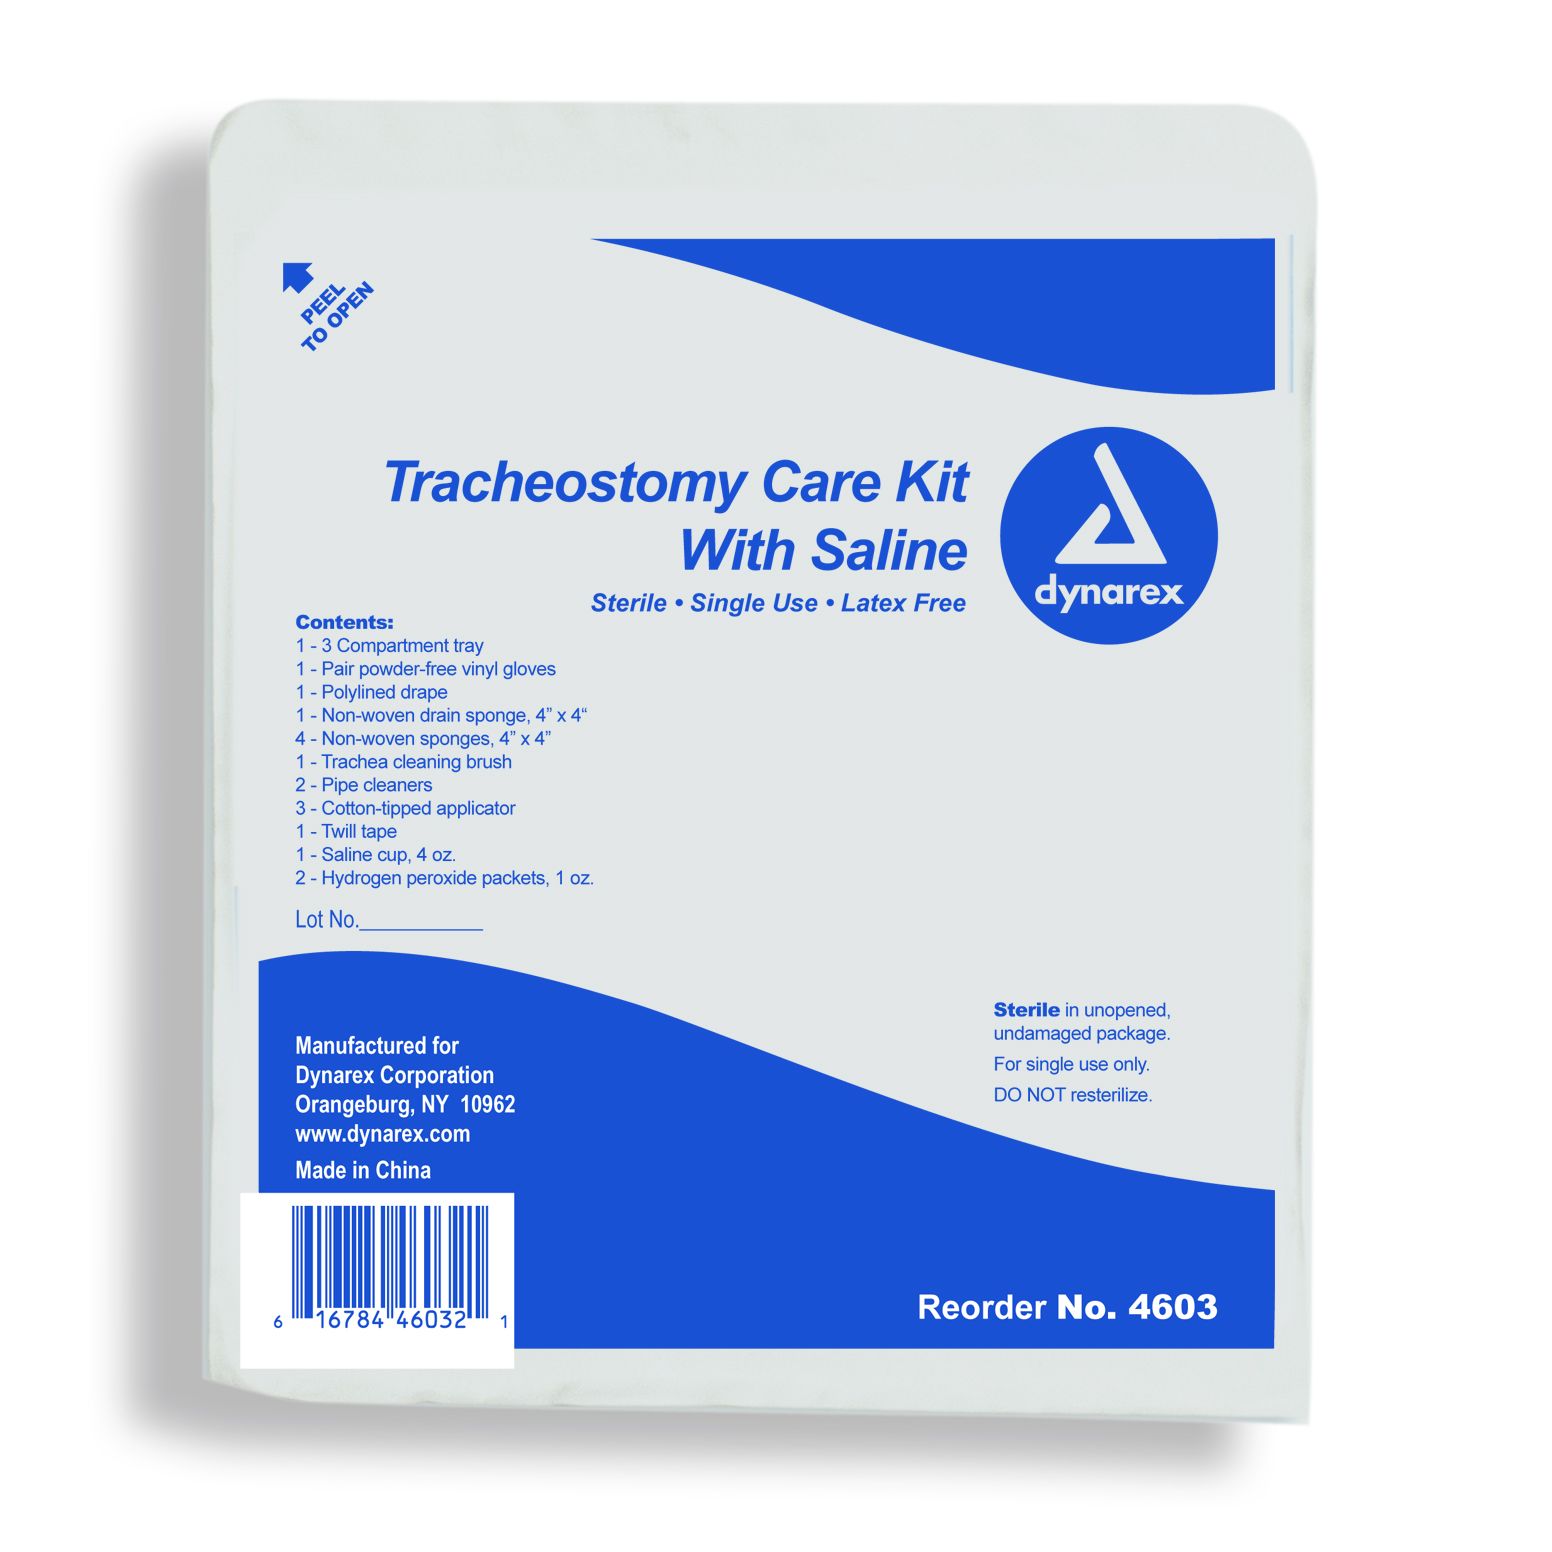 PEEL
TO OPEN
Tracheostomy Care Kit
With Saline
Sterile • Single Use • Latex Free
dynarex
Contents:
1 - 3 Compartment tray
1 - Pair powder-free vinyl gloves
1 - Polylined drape
1 - Non-woven drain sponge, 4” x 4“
4 - Non-woven sponges, 4” x 4”
1 - Trachea cleaning brush
2 - Pipe cleaners
3 - Cotton-tipped applicator
1 - Twill tape
1 - Saline cup, 4 oz.
2 - Hydrogen peroxide packets, 1 oz.
Lot No.___________
Sterile in unopened,
undamaged package.
For single use only.
DO NOT resterilize.
Manufactured for
Dynarex Corporation
Orangeburg, NY 10962
www.dynarex.com
Made in China
6 16784 46032 1
Reorder No. 4603